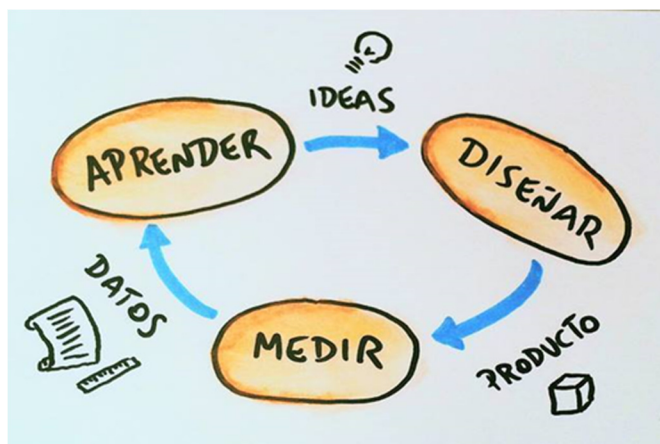 IDEAS
APRENDER
DISEÑAR
DATOS
MEDIR
PRODUCTO